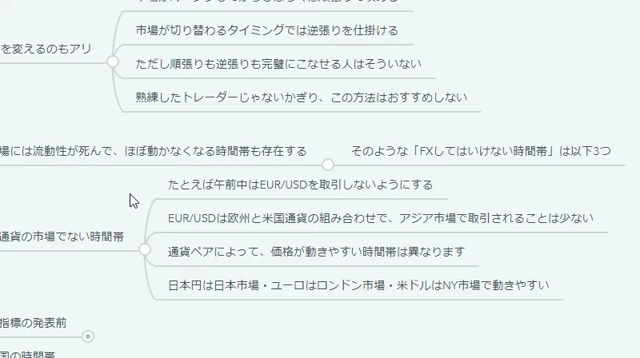 市場が切り替わるタイミングでは逆張りを仕掛ける
を変えるのもアリ
ただし順張りも逆張りも完璧にこなせる人はそういない
熟練したトレーダーじゃないかぎり、この方法はおすすめしない
場には流動性が死んで、ほぼ動かなくなる時間帯も存在する
そのような「FXしてはいけない時間帯」は以下3つ
たとえば午前中はEUR/USDを取引しないようにする
EUR/USDは欧州と米国通貨の組み合わせで、アジア市場で取引されることは少ない
通貨の市場でない時間帯
通貨ペアによって、価格が動きやすい時間帯は異なります
日本円は日本市場・ユーロはロンドン市場・米ドルはNY市場で動きやすい
指標の発表前
国の時間帯